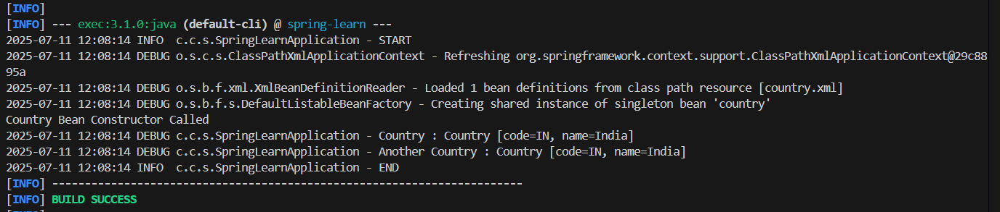 [INFO]
[INFO] --- exec:3.1.0:java (default-cli) @ spring-learn ---
2025-07-11 12:08:14 INFO  c.c.s.SpringLearnApplication - START
2025-07-11 12:08:14 DEBUG o.s.c.s.ClassPathXmlApplicationContext - Refreshing org.springframework.context.support.ClassPathXmlApplicationContext@29c88
95a
2025-07-11 12:08:14 DEBUG o.s.b.f.xml.XmlBeanDefinitionReader - Loaded 1 bean definitions from class path resource [country.xml]
2025-07-11 12:08:14 DEBUG o.s.b.f.s.DefaultListableBeanFactory - Creating shared instance of singleton bean 'country'
Country Bean Constructor Called
2025-07-11 12:08:14 DEBUG c.c.s.SpringLearnApplication - Country : Country [code=IN, name=India]
2025-07-11 12:08:14 DEBUG c.c.s.SpringLearnApplication - Another Country : Country [code=IN, name=India]
2025-07-11 12:08:14 INFO  c.c.s.SpringLearnApplication - END
[INFO] ------------------------------------------------------------------------
[INFO] BUILD SUCCESS